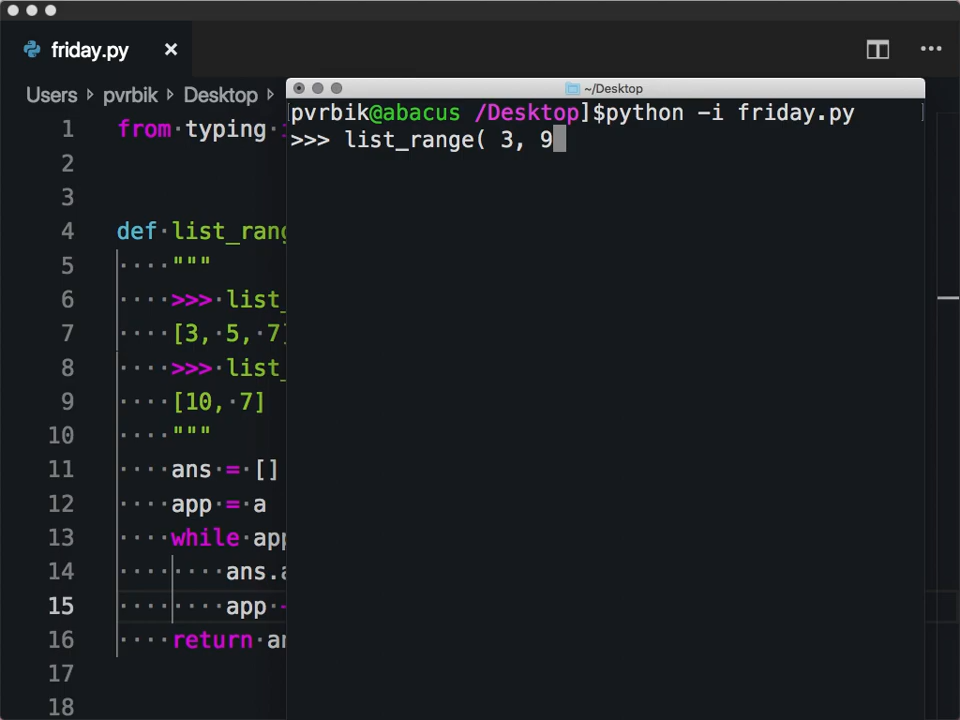 friday.py
Users pvrbik Desktop
~/Desktop
[pvrbik@abacus /Desktop]$python -i friday.py
>>> list_range( 3, 9
1 from typing
2
3
4 def list_rang
5 """
6 >>> list_
7 [3, 5, 7]
8 >>> list_
9 [10, 7]
10 """
11 ans = []
12 app = a
13 while app
14 ans.a
15 app
16 return an
17
18